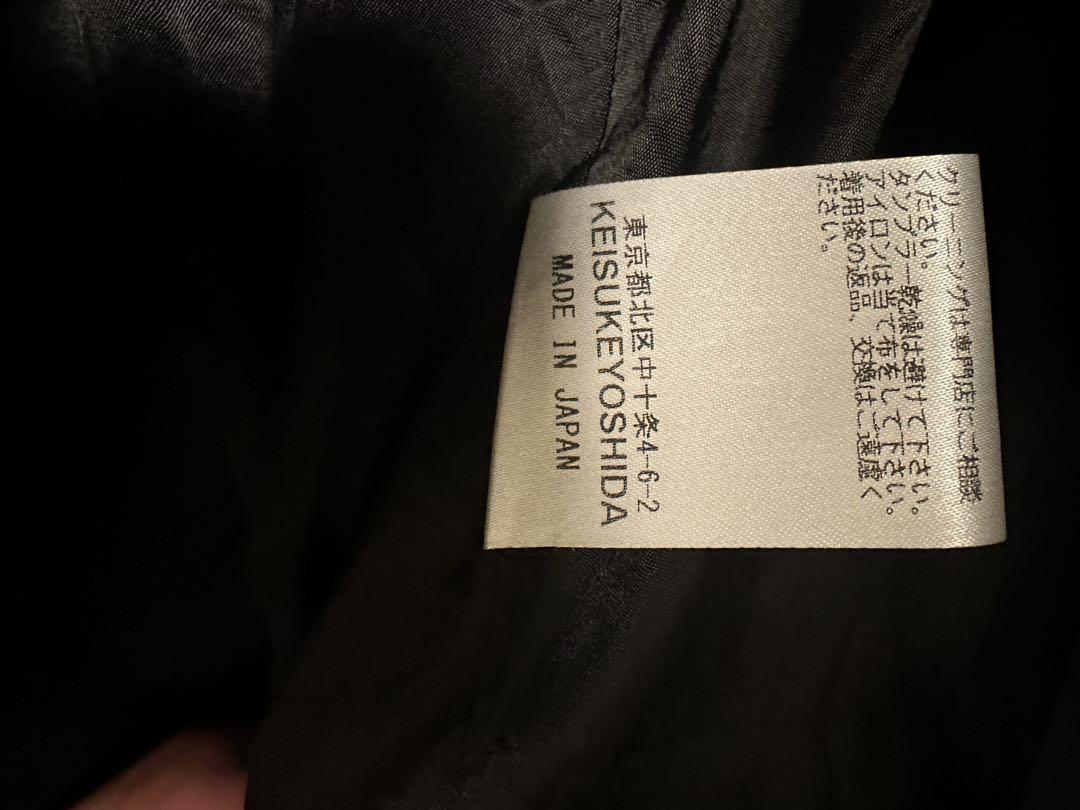 クリーニングは専門店にご相談
ください。
タンブラー乾燥は避けて下さい。
アイロンは当て布をして下さい。
着用後の返品、交換はご遠慮く
ださい。
東京都北区中十条4-6-2
KEISUKEYOSHIDA
MADE IN JAPAN